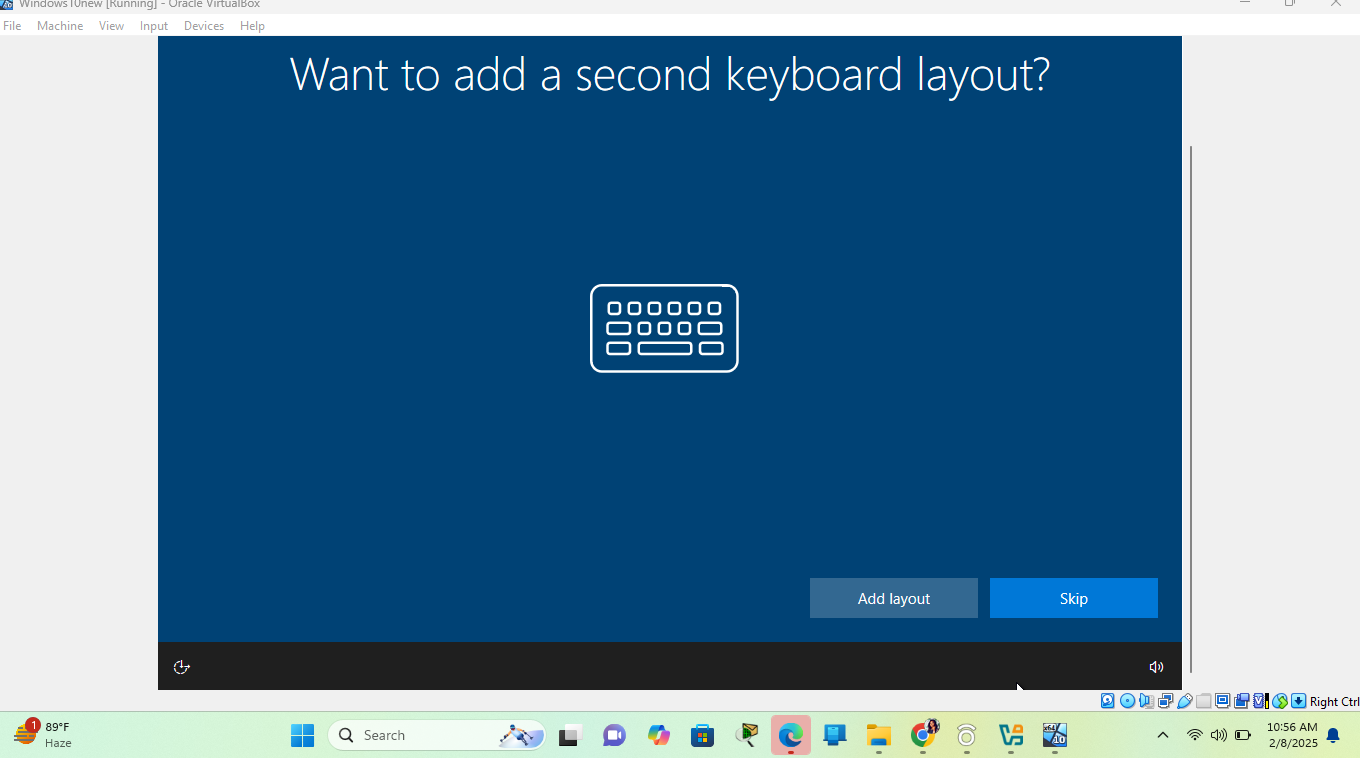 Windows10new [Running] - Oracle VirtualBox
File Machine View Input Devices Help
Want to add a second keyboard layout?
Add layout
Skip
Right Ctrl
1
89°F
Haze
Search
10:56 AM
2/8/2025